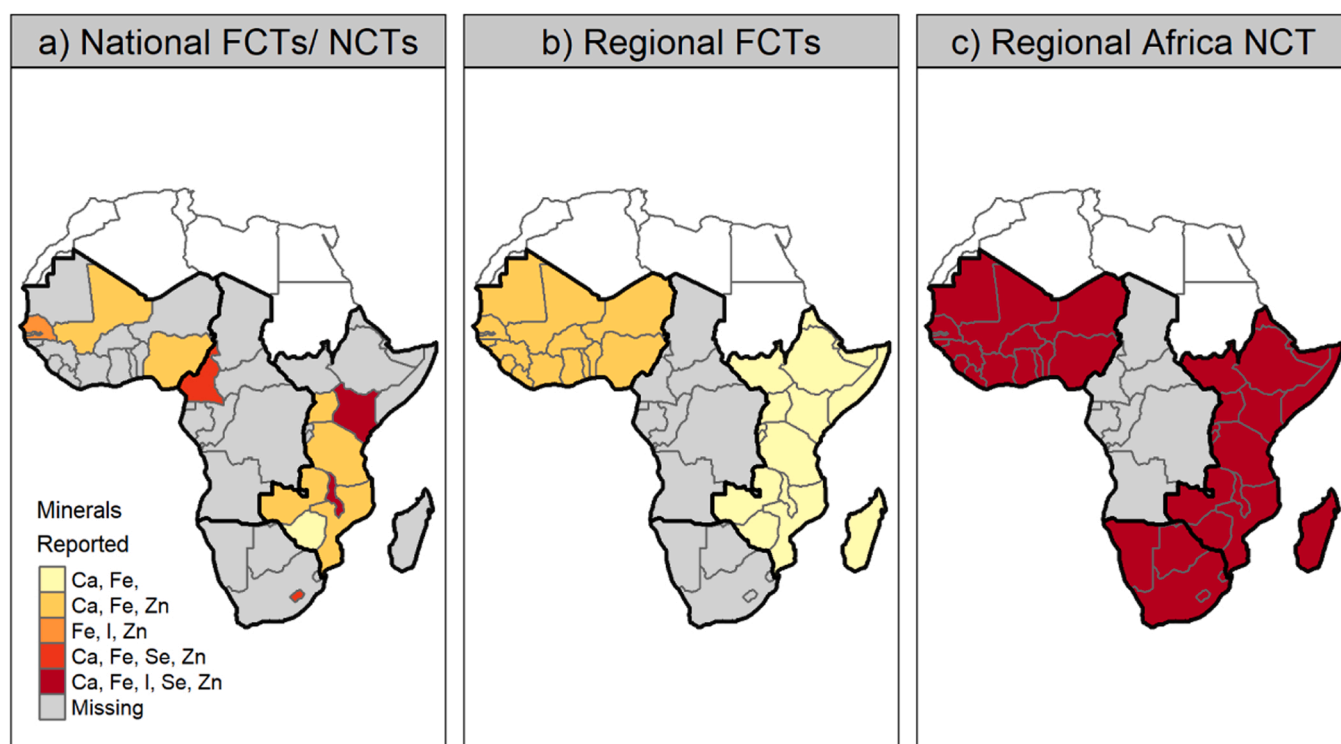 a) National FCTs/ NCTs
b) Regional FCTs
c) Regional Africa NCT
Minerals
Reported
Ca, Fe,
Ca, Fe, Zn
Fe, I, Zn
Ca, Fe, Se, Zn
Ca, Fe, I, Se, Zn
Missing